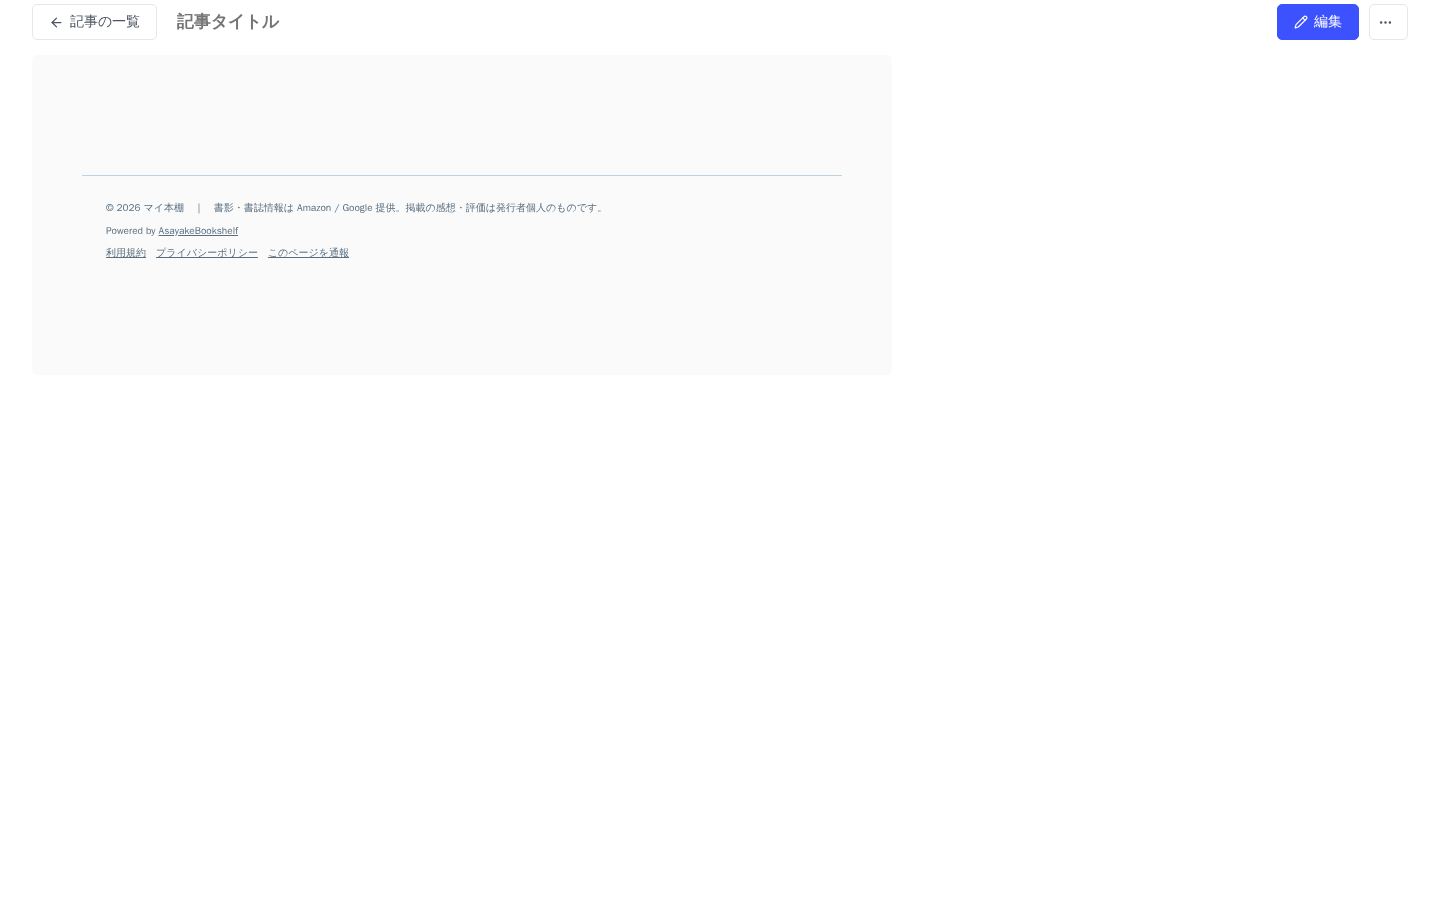 記事の一覧
記事タイトル
編集
© 2026 マイ本棚 ｜ 書影・書誌情報は Amazon / Google 提供。掲載の感想・評価は発行者個人のものです。
Powered by AsayakeBookshelf
利用規約 プライバシーポリシー このページを通報